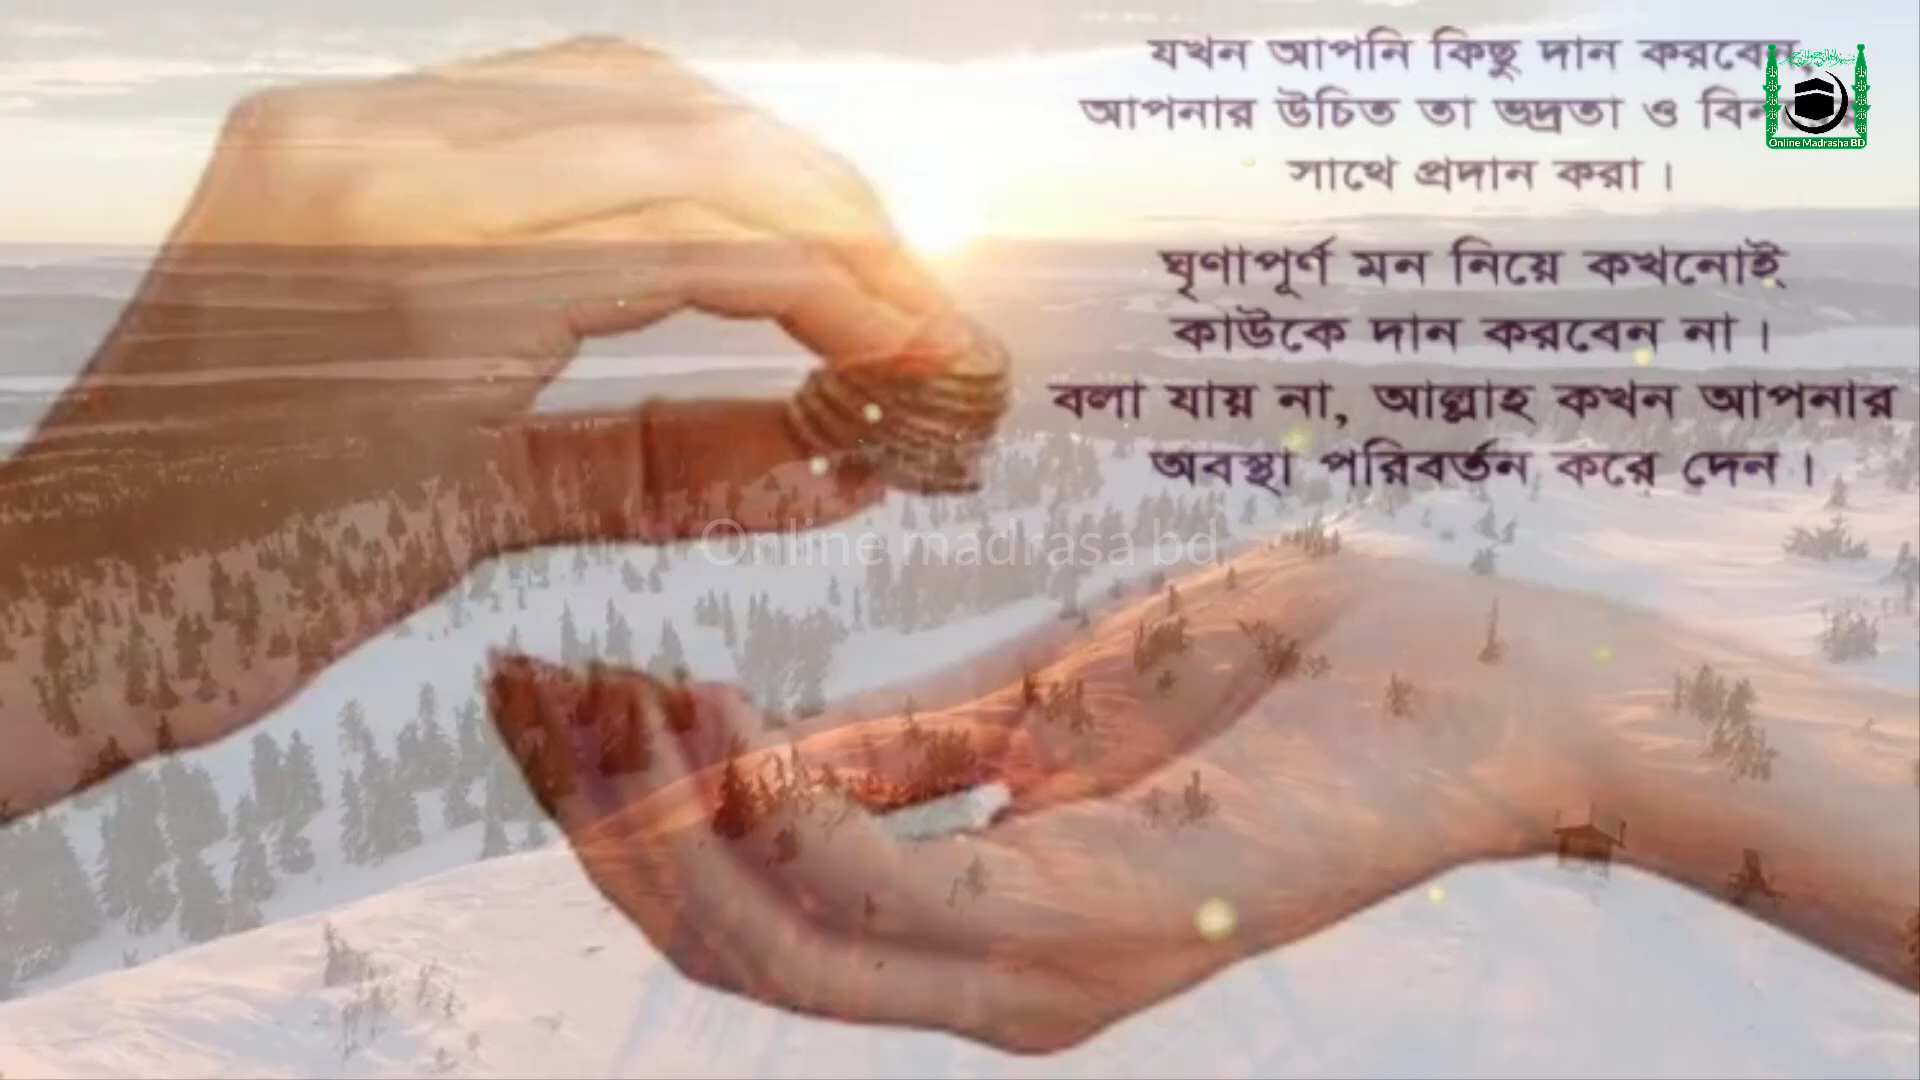 যখন আপনি কিছু দান করবেন,
আপনার উচিত তা ভদ্রতা ও
সাথে প্রদান করা।
ঘৃণাপূর্ণ মন নিয়ে কখনোই
কাউকে দান করবেন না।
বলা যায় না, আল্লাহ কখন আপনার
অবস্থা পরিবর্তন করে দেন।
Online Madrasha BD
Online madrasa bd